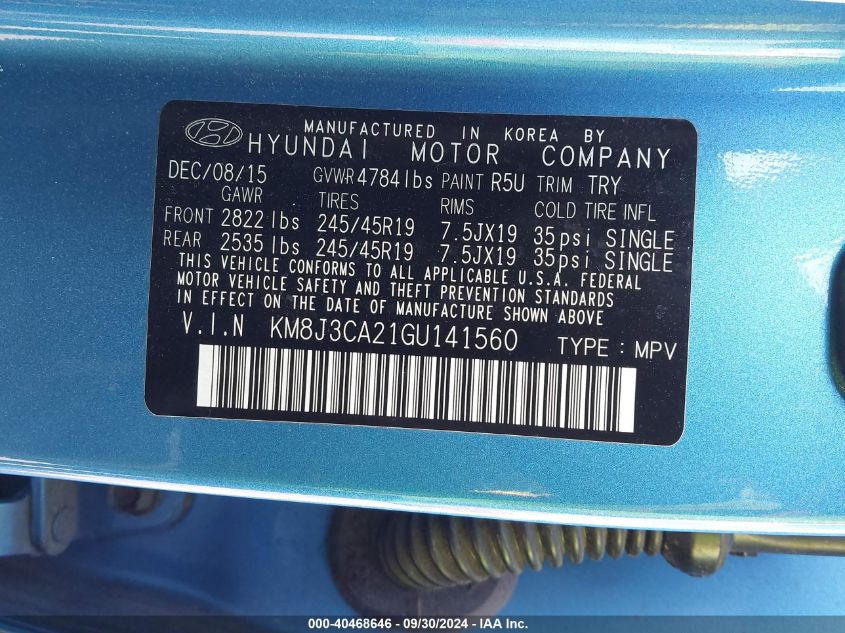 MANUFACTURED IN KOREA BY
HYUNDAI MOTOR COMPANY
DEC/08/15 GVWR 4784lbs PAINT R5U TRIM TRY
GAWR TIRES RIMS COLD TIRE INFL
FRONT 2822 lbs 245/45R19 7.5JX19 35psi SINGLE
REAR 2535 lbs 245/45R19 7.5JX19 35psi SINGLE
THIS VEHICLE CONFORMS TO ALL APPLICABLE U.S.A. FEDERAL
MOTOR VEHICLE SAFETY AND THEFT PREVENTION STANDARDS
IN EFFECT ON THE DATE OF MANUFACTURE SHOWN ABOVE.
V.I.N KM8J3CA21GU141560 TYPE : MPV
000-40468646 - 09/30/2024 - IAA Inc.